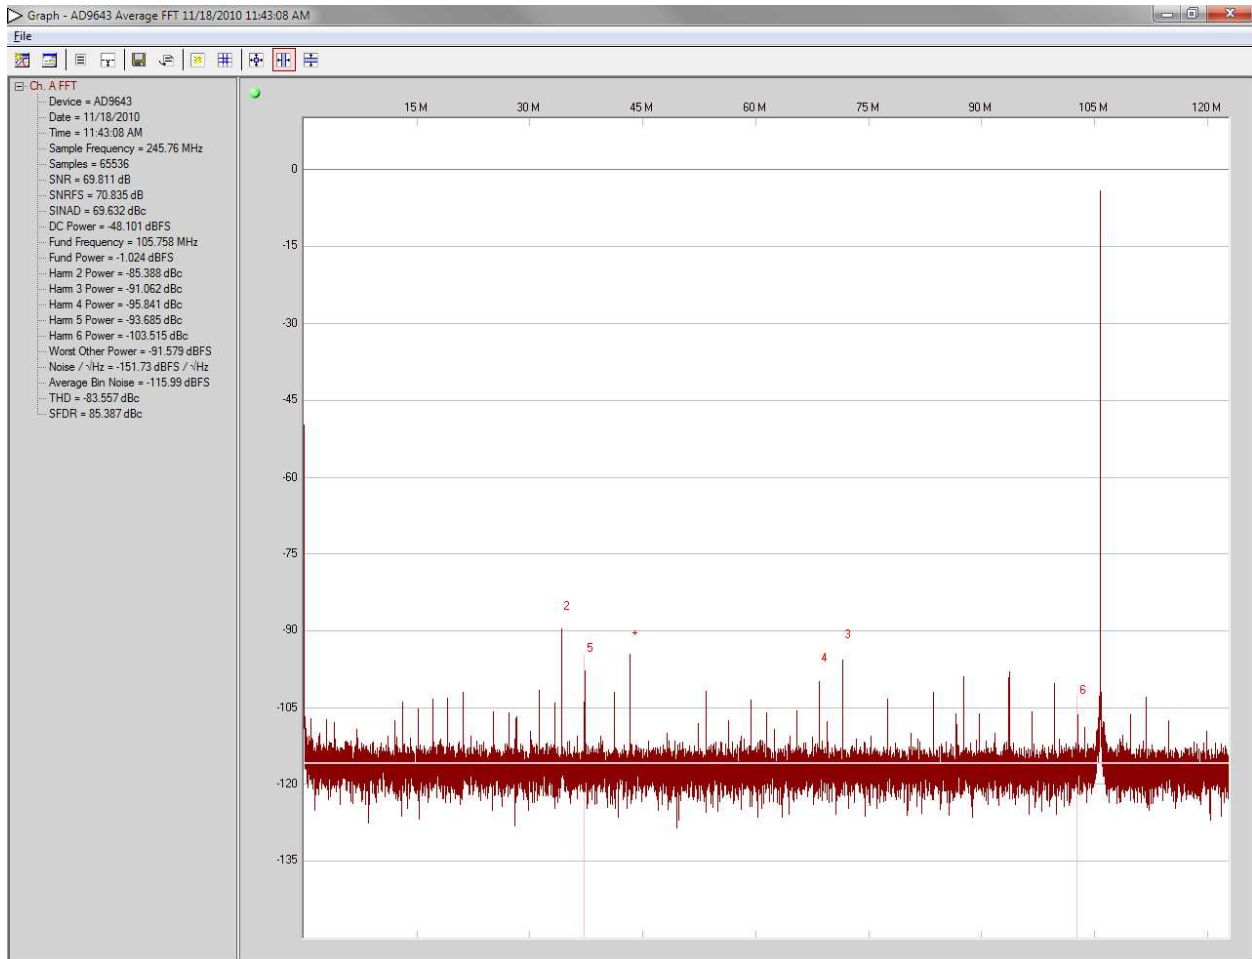 Graph - AD9643 Average FFT 11/18/2010 11:43:08 AM
File
Ch. A FFT
Device = AD9643
Date = 11/18/2010
Time = 11:43:08 AM
Sample Frequency = 245.76 MHz
Samples = 65536
SNR = 69.811 dB
SNRFS = 70.835 dB
SINAD = 69.632 dBc
DC Power = -48.101 dBFS
Fund Frequency = 105.758 MHz
Fund Power = -1.024 dBFS
Harm 2 Power = -85.388 dBc
Harm 3 Power = -91.062 dBc
Harm 4 Power = -95.841 dBc
Harm 5 Power = -93.685 dBc
Harm 6 Power = -103.515 dBc
Worst Other Power = -91.579 dBFS
Noise / √Hz = -151.73 dBFS / √Hz
Average Bin Noise = -115.99 dBFS
THD = -83.557 dBc
SFDR = 85.387 dBc
15 M 30 M 45 M 60 M 75 M 90 M 105 M 120 M
0
-15
-30
-45
-60
-75
2
-90
+
3
5
4
6
-105
-120
-135